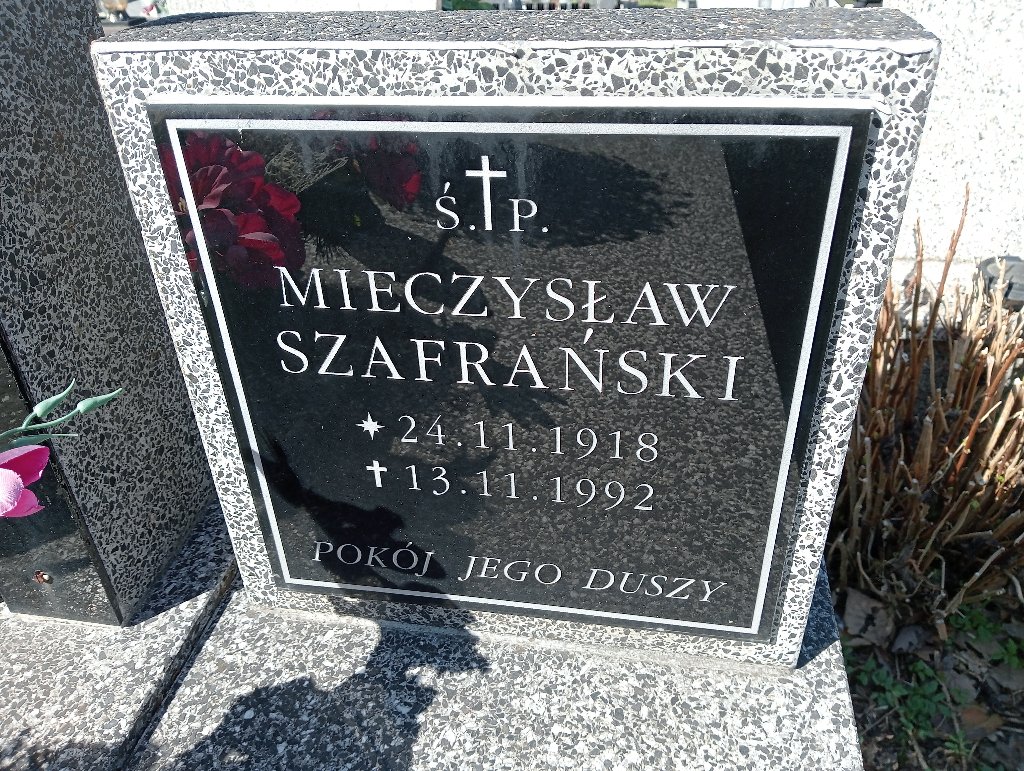 Ś.†P.
MIECZYSŁAW
SZAFRAŃSKI
* 24.11.1918
† 13.11.1992
POKÓJ JEGO DUSZY